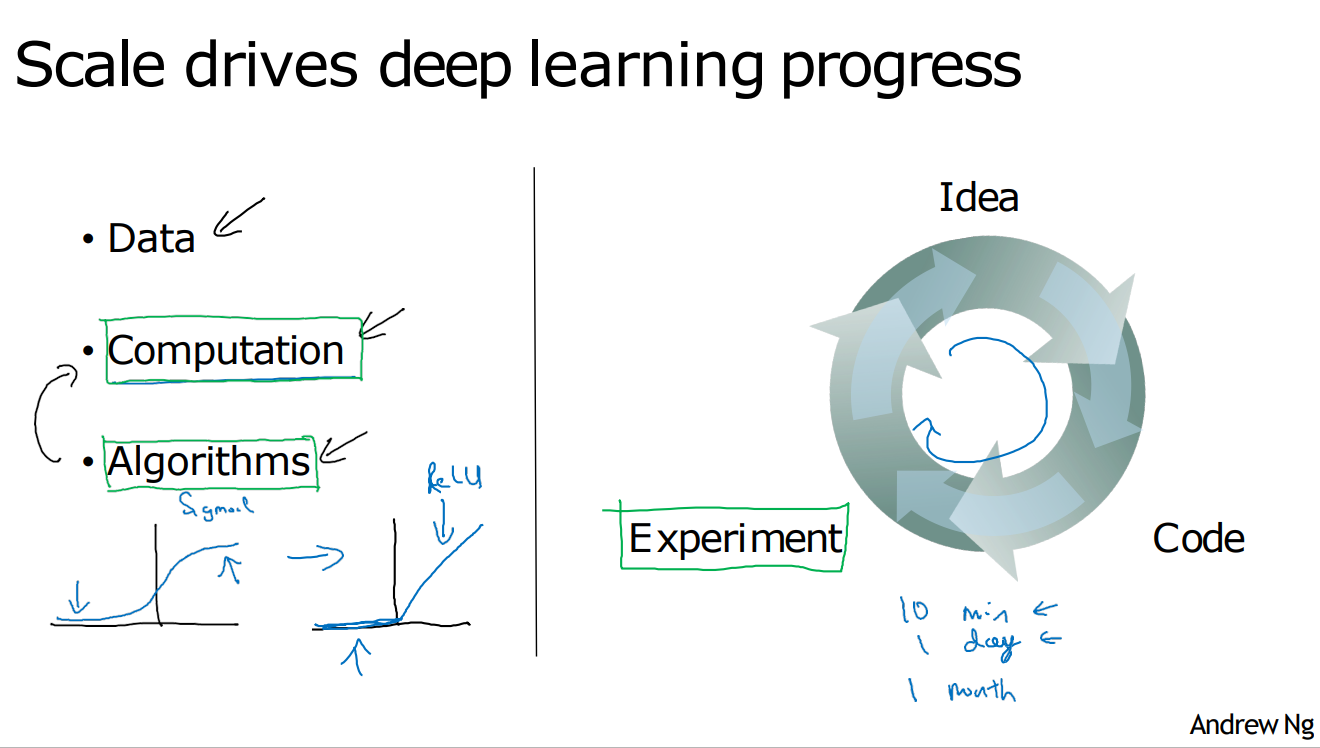 Scale drives deep learning progress
• Data
• Computation
• Algorithms
Sigmoid
ReLU
Idea
Code
Experiment
10 min
1 day
1 month
Andrew Ng